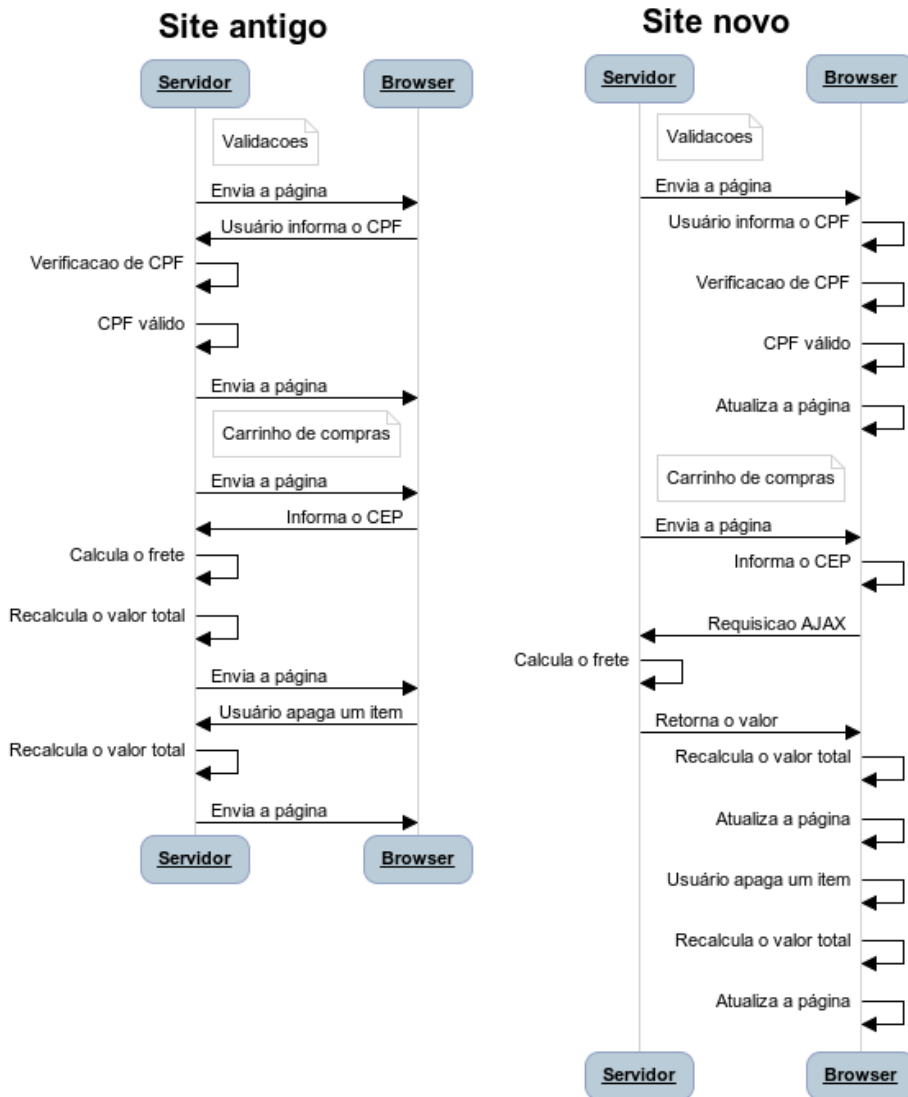 Site antigo
Servidor
Browser
Validacoes
Envia a página
Usuário informa o CPF
Verificacao de CPF
CPF válido
Envia a página
Carrinho de compras
Envia a página
Informa o CEP
Calcula o frete
Recalcula o valor total
Envia a página
Usuário apaga um item
Recalcula o valor total
Envia a página
Servidor
Browser
Site novo
Servidor
Browser
Validacoes
Envia a página
Usuário informa o CPF
Verificacao de CPF
CPF válido
Atualiza a página
Carrinho de compras
Envia a página
Informa o CEP
Requisicao AJAX
Calcula o frete
Retorna o valor
Recalcula o valor total
Atualiza a página
Usuário apaga um item
Recalcula o valor total
Atualiza a página
Servidor
Browser